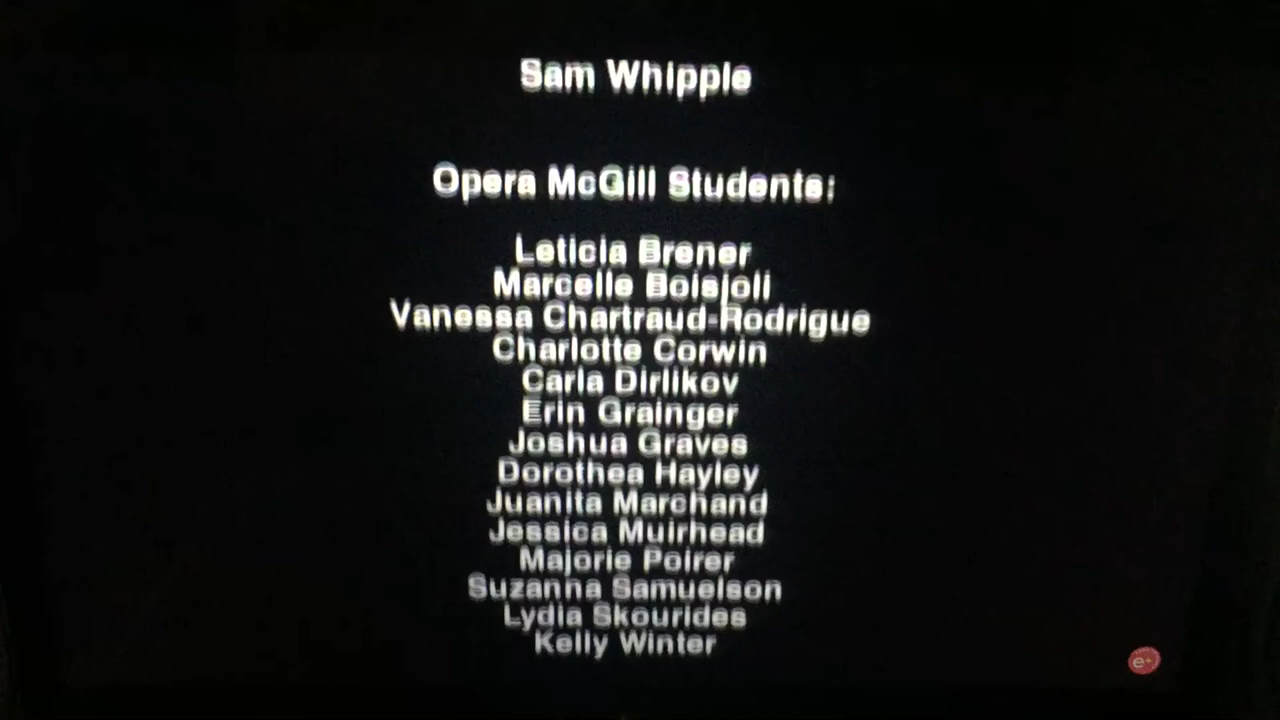 Sam Whipple
Opera McGill Students:
Leticia Brener
Marcelle Boisjoli
Vanessa Chartraud-Rodrigue
Charlotte Corwin
Carla Dirlikov
Erin Grainger
Joshua Graves
Dorothea Hayley
Juanita Marchand
Jessica Muirhead
Majorie Poirer
Suzanna Samuelson
Lydia Skourides
Kelly Winter
e+